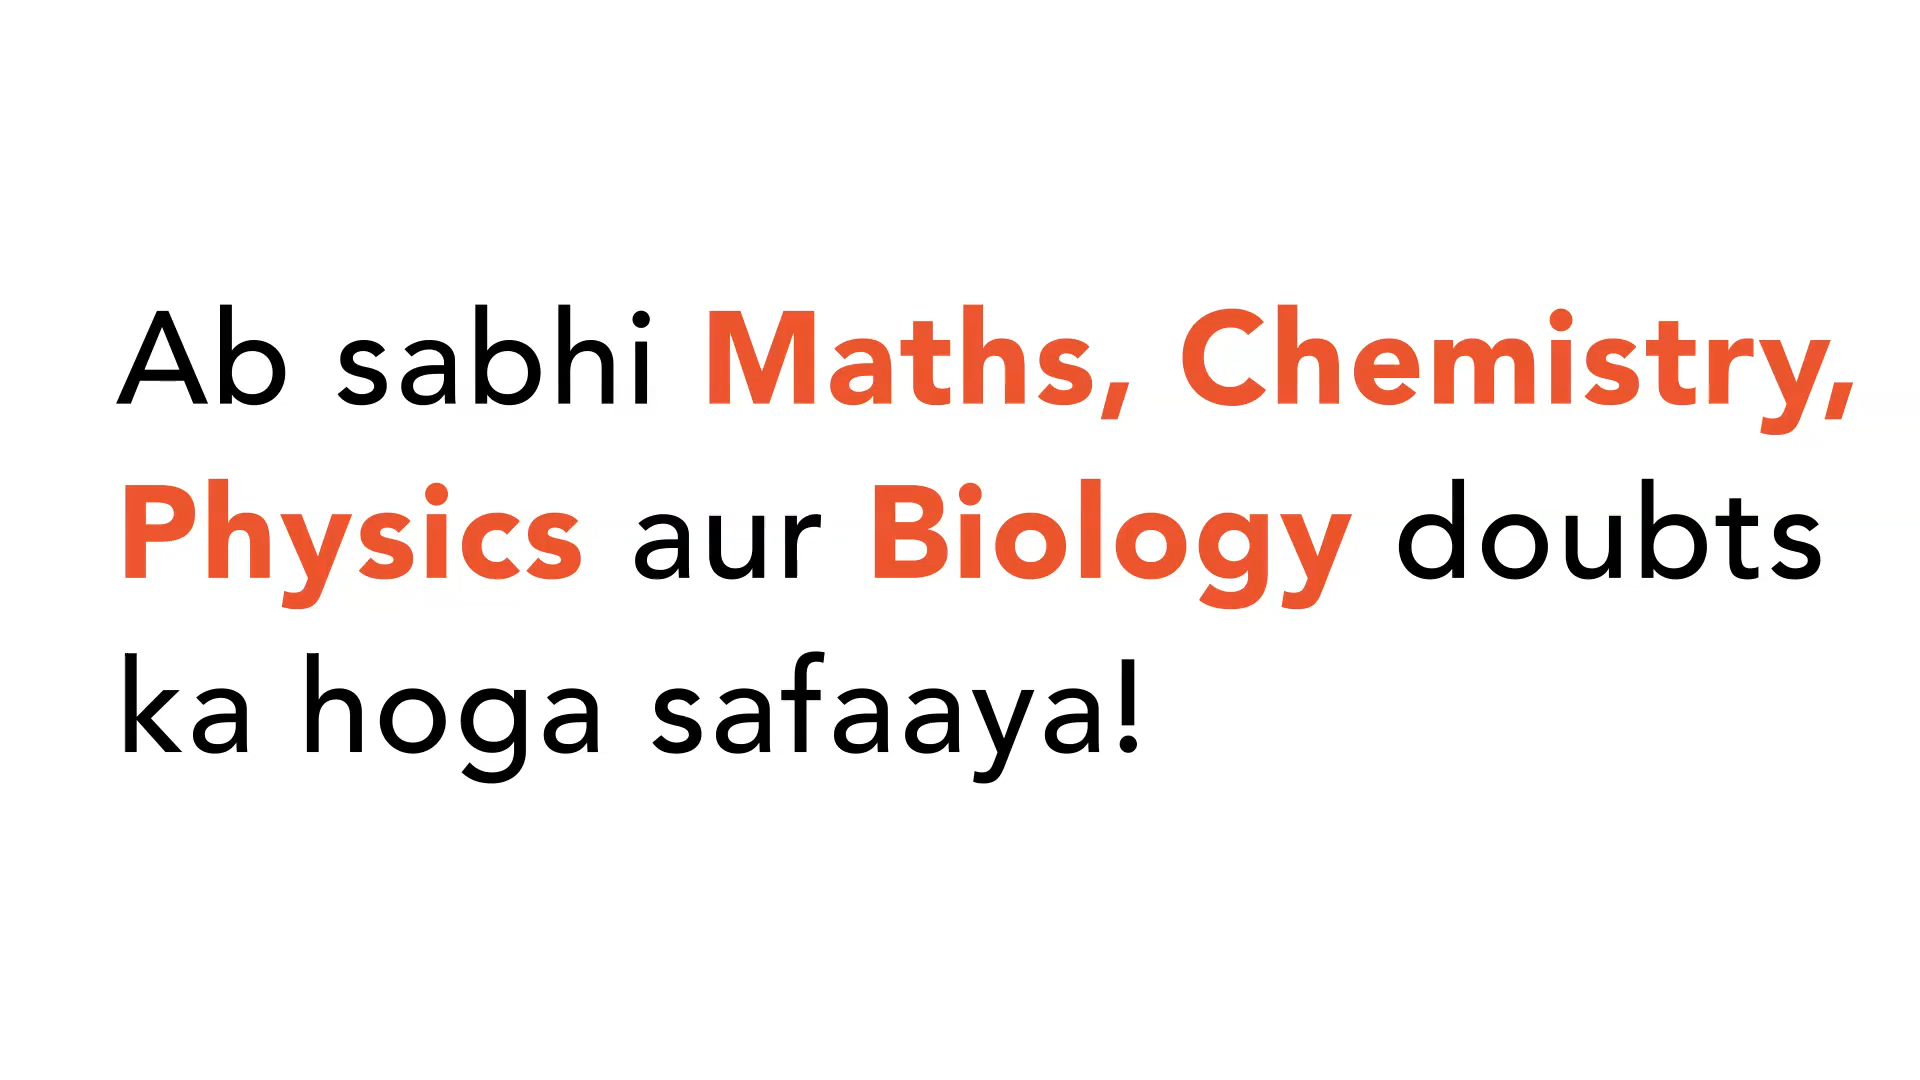 Ab sabhi Maths, Chemistry,
Physics aur Biology doubts
ka hoga safaaya!